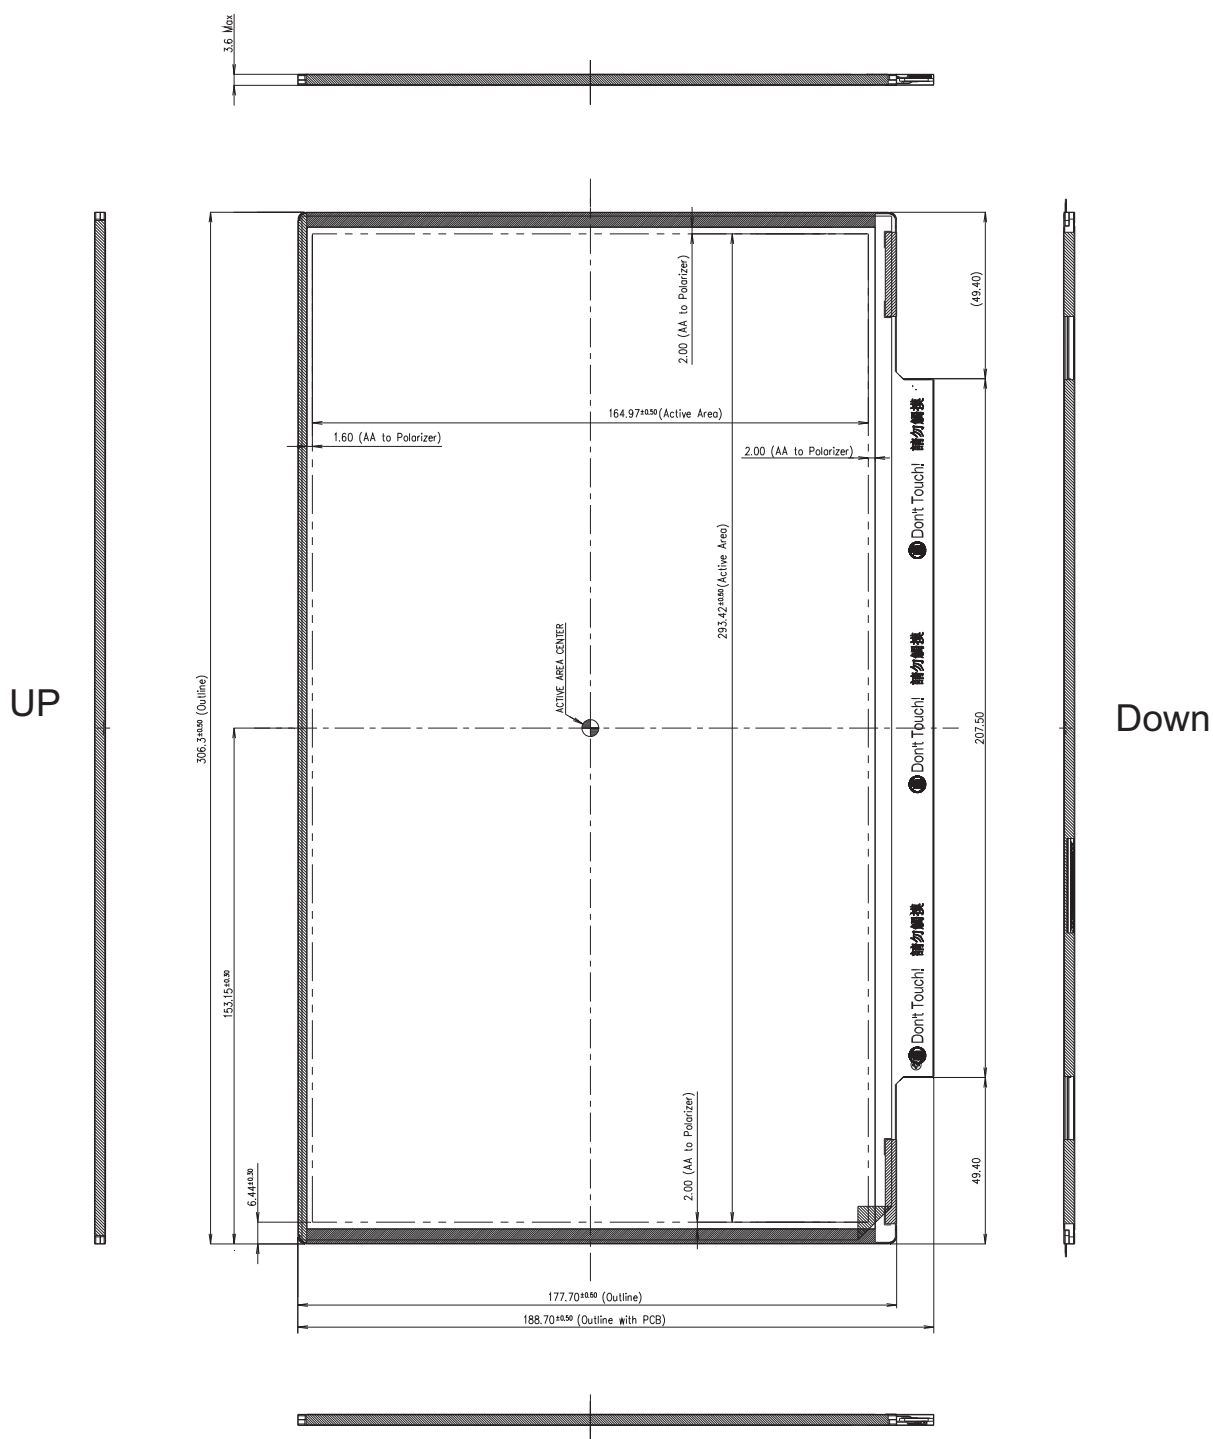 3.6 Max
2.00 (AA to Polarizer)
(49.40)
164.97±0.50(Active Area)
1.60 (AA to Polarizer)
2.00 (AA to Polarizer)
Don't Touch! 請勿觸摸
293.42±0.50(Active Area)
ACTIVE AREA CENTER
UP
306.3±0.50 (Outline)
Don't Touch! 請勿觸摸
207.50
Down
153.15±0.30
Don't Touch! 請勿觸摸
2.00 (AA to Polarizer)
6.44±0.30
49.40
177.70±0.50 (Outline)
188.70±0.50 (Outline with PCB)